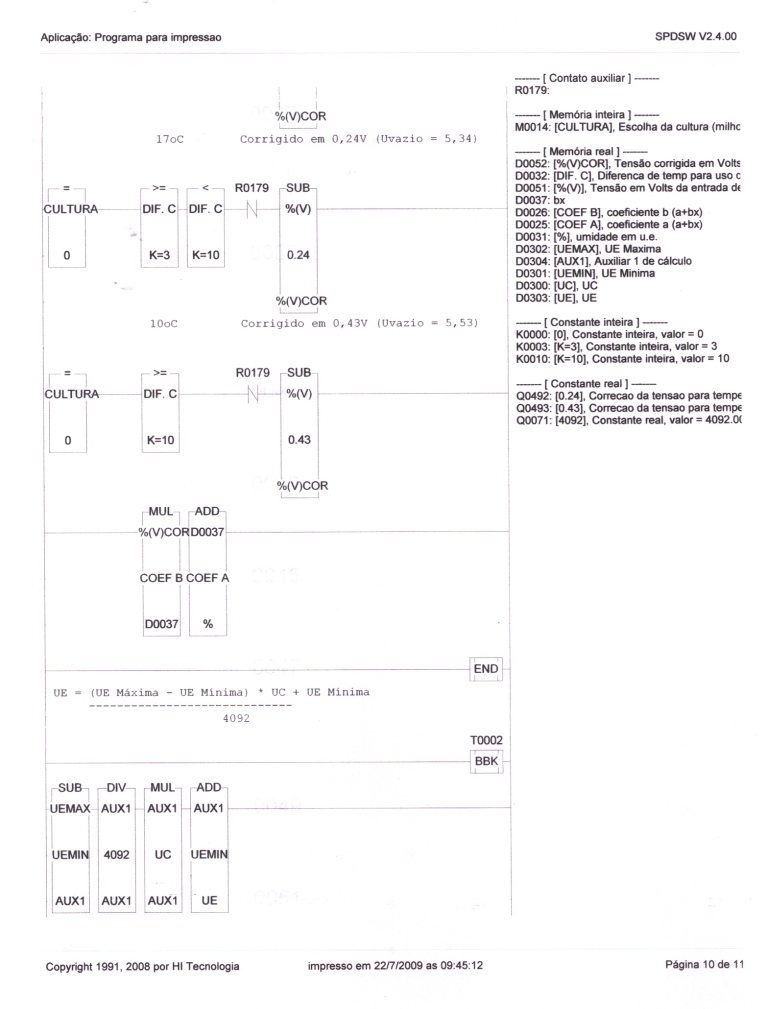 Aplicação: Programa para impressao
SPDSW V2.4.00
%(V)COR
17oC Corrigido em 0,24V (Uvazio = 5,34)
= >= < R0179 SUB
CULTURA DIF. C DIF. C N %(V)
0 K=3 K=10 0.24
%(V)COR
10oC Corrigido em 0,43V (Uvazio = 5,53)
= >= R0179 SUB
CULTURA DIF. C N %(V)
0 K=10 0.43
%(V)COR
MUL ADD
%(V)COR D0037
COEF B COEF A
D0037 %
END
UE = (UE Máxima - UE Mínima) * UC + UE Mínima
-----------------------------
4092
T0002
BBK
SUB DIV MUL ADD
UEMAX AUX1 AUX1 AUX1
UEMIN 4092 UC UEMIN
AUX1 AUX1 AUX1 UE
------- [ Contato auxiliar ] -------
R0179:
------- [ Memória inteira ] -------
M0014: [CULTURA], Escolha da cultura (milho
------- [ Memória real ] -------
D0052: [%(V)COR], Tensão corrigida em Volts
D0032: [DIF. C], Diferenca de temp para uso c
D0051: [%(V)], Tensão em Volts da entrada de
D0037: bx
D0026: [COEF B], coeficiente b (a+bx)
D0025: [COEF A], coeficiente a (a+bx)
D0031: [%], umidade em u.e.
D0302: [UEMAX], UE Maxima
D0304: [AUX1], Auxiliar 1 de cálculo
D0301: [UEMIN], UE Minima
D0300: [UC], UC
D0303: [UE], UE
------- [ Constante inteira ] -------
K0000: [0], Constante inteira, valor = 0
K0003: [K=3], Constante inteira, valor = 3
K0010: [K=10], Constante inteira, valor = 10
------- [ Constante real ] -------
Q0492: [0.24], Correcao da tensao para tempe
Q0493: [0.43], Correcao da tensao para tempe
Q0071: [4092], Constante real, valor = 4092.0(
Copyright 1991, 2008 por HI Tecnologia
impresso em 22/7/2009 as 09:45:12
Página 10 de 11